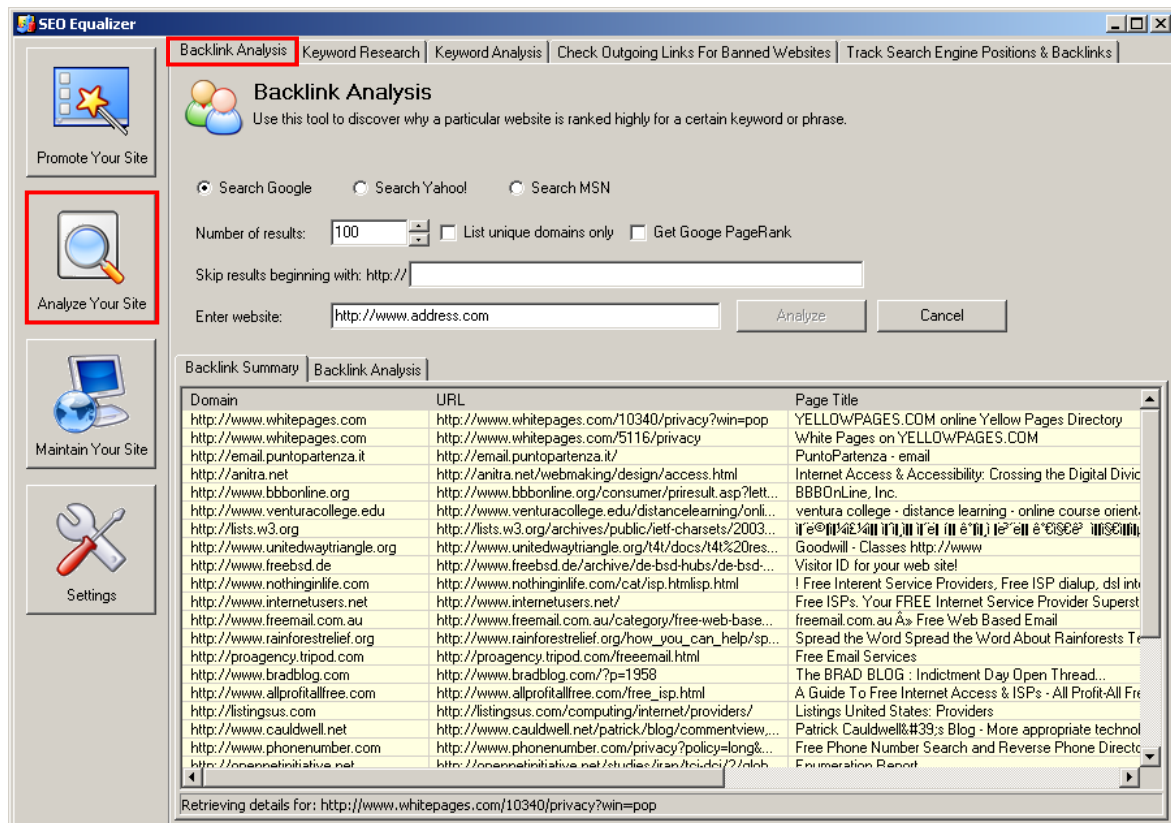 SEO Equalizer
Backlink Analysis Keyword Research Keyword Analysis Check Outgoing Links For Banned Websites Track Search Engine Positions & Backlinks
Promote Your Site
Analyze Your Site
Maintain Your Site
Settings
Backlink Analysis
Use this tool to discover why a particular website is ranked highly for a certain keyword or phrase.
Search Google Search Yahoo! Search MSN
Number of results: 100 List unique domains only Get Googe PageRank
Skip results beginning with: http://
Enter website: http://www.address.com Analyze Cancel
Backlink Summary Backlink Analysis
Domain URL Page Title
http://www.whitepages.com http://www.whitepages.com/10340/privacy?win=pop YELLOWPAGES.COM online Yellow Pages Directory
http://www.whitepages.com http://www.whitepages.com/5116/privacy White Pages on YELLOWPAGES.COM
http://email.puntopartenza.it http://email.puntopartenza.it/ PuntoPartenza - email
http://anitra.net http://anitra.net/webmaking/design/access.html Internet Access & Accessibility: Crossing the Digital Divic
http://www.bbbonline.org http://www.bbbonline.org/consumer/priresult.asp?lett... BBBOnLine, Inc.
http://www.venturacollege.edu http://www.venturacollege.edu/distancelearning/onli... ventura college - distance learning - online course orient
http://lists.w3.org http://lists.w3.org/archives/public/ietf-charsets/2003...
http://www.unitedwaytriangle.org http://www.unitedwaytriangle.org/t4t/docs/t4t%20res... Goodwill - Classes http://www
http://www.freebsd.de http://www.freebsd.de/archive/de-bsd-hubs/de-bsd-... Visitor ID for your web site!
http://www.nothinginlife.com http://www.nothinginlife.com/cat/isp.htmlisp.html ! Free Interent Service Providers, Free ISP dialup, dsl int
http://www.internetusers.net http://www.internetusers.net/ Free ISPs. Your FREE Internet Service Provider Superst
http://www.freemail.com.au http://www.freemail.com.au/category/free-web-base... freemail.com.au Â» Free Web Based Email
http://www.rainforestrelief.org http://www.rainforestrelief.org/how_you_can_help/sp... Spread the Word Spread the Word About Rainforests Te
http://proagency.tripod.com http://proagency.tripod.com/freeemail.html Free Email Services
http://www.bradblog.com http://www.bradblog.com/?p=1958 The BRAD BLOG : Indictment Day Open Thread...
http://www.allprofitallfree.com http://www.allprofitallfree.com/free_isp.html A Guide To Free Internet Access & ISPs - All Profit-All Fre
http://listingsus.com http://listingsus.com/computing/internet/providers/ Listings United States: Providers
http://www.cauldwell.net http://www.cauldwell.net/patrick/blog/commentview,... Patrick Cauldwell&#39;s Blog - More appropriate technol
http://www.phonenumber.com http://www.phonenumber.com/privacy?policy=long&... Free Phone Number Search and Reverse Phone Directo
http://opennetinitiative.net http://opennetinitiative.net/studies/iran/tci-dci/?/glob Enumeration Report
Retrieving details for: http://www.whitepages.com/10340/privacy?win=pop